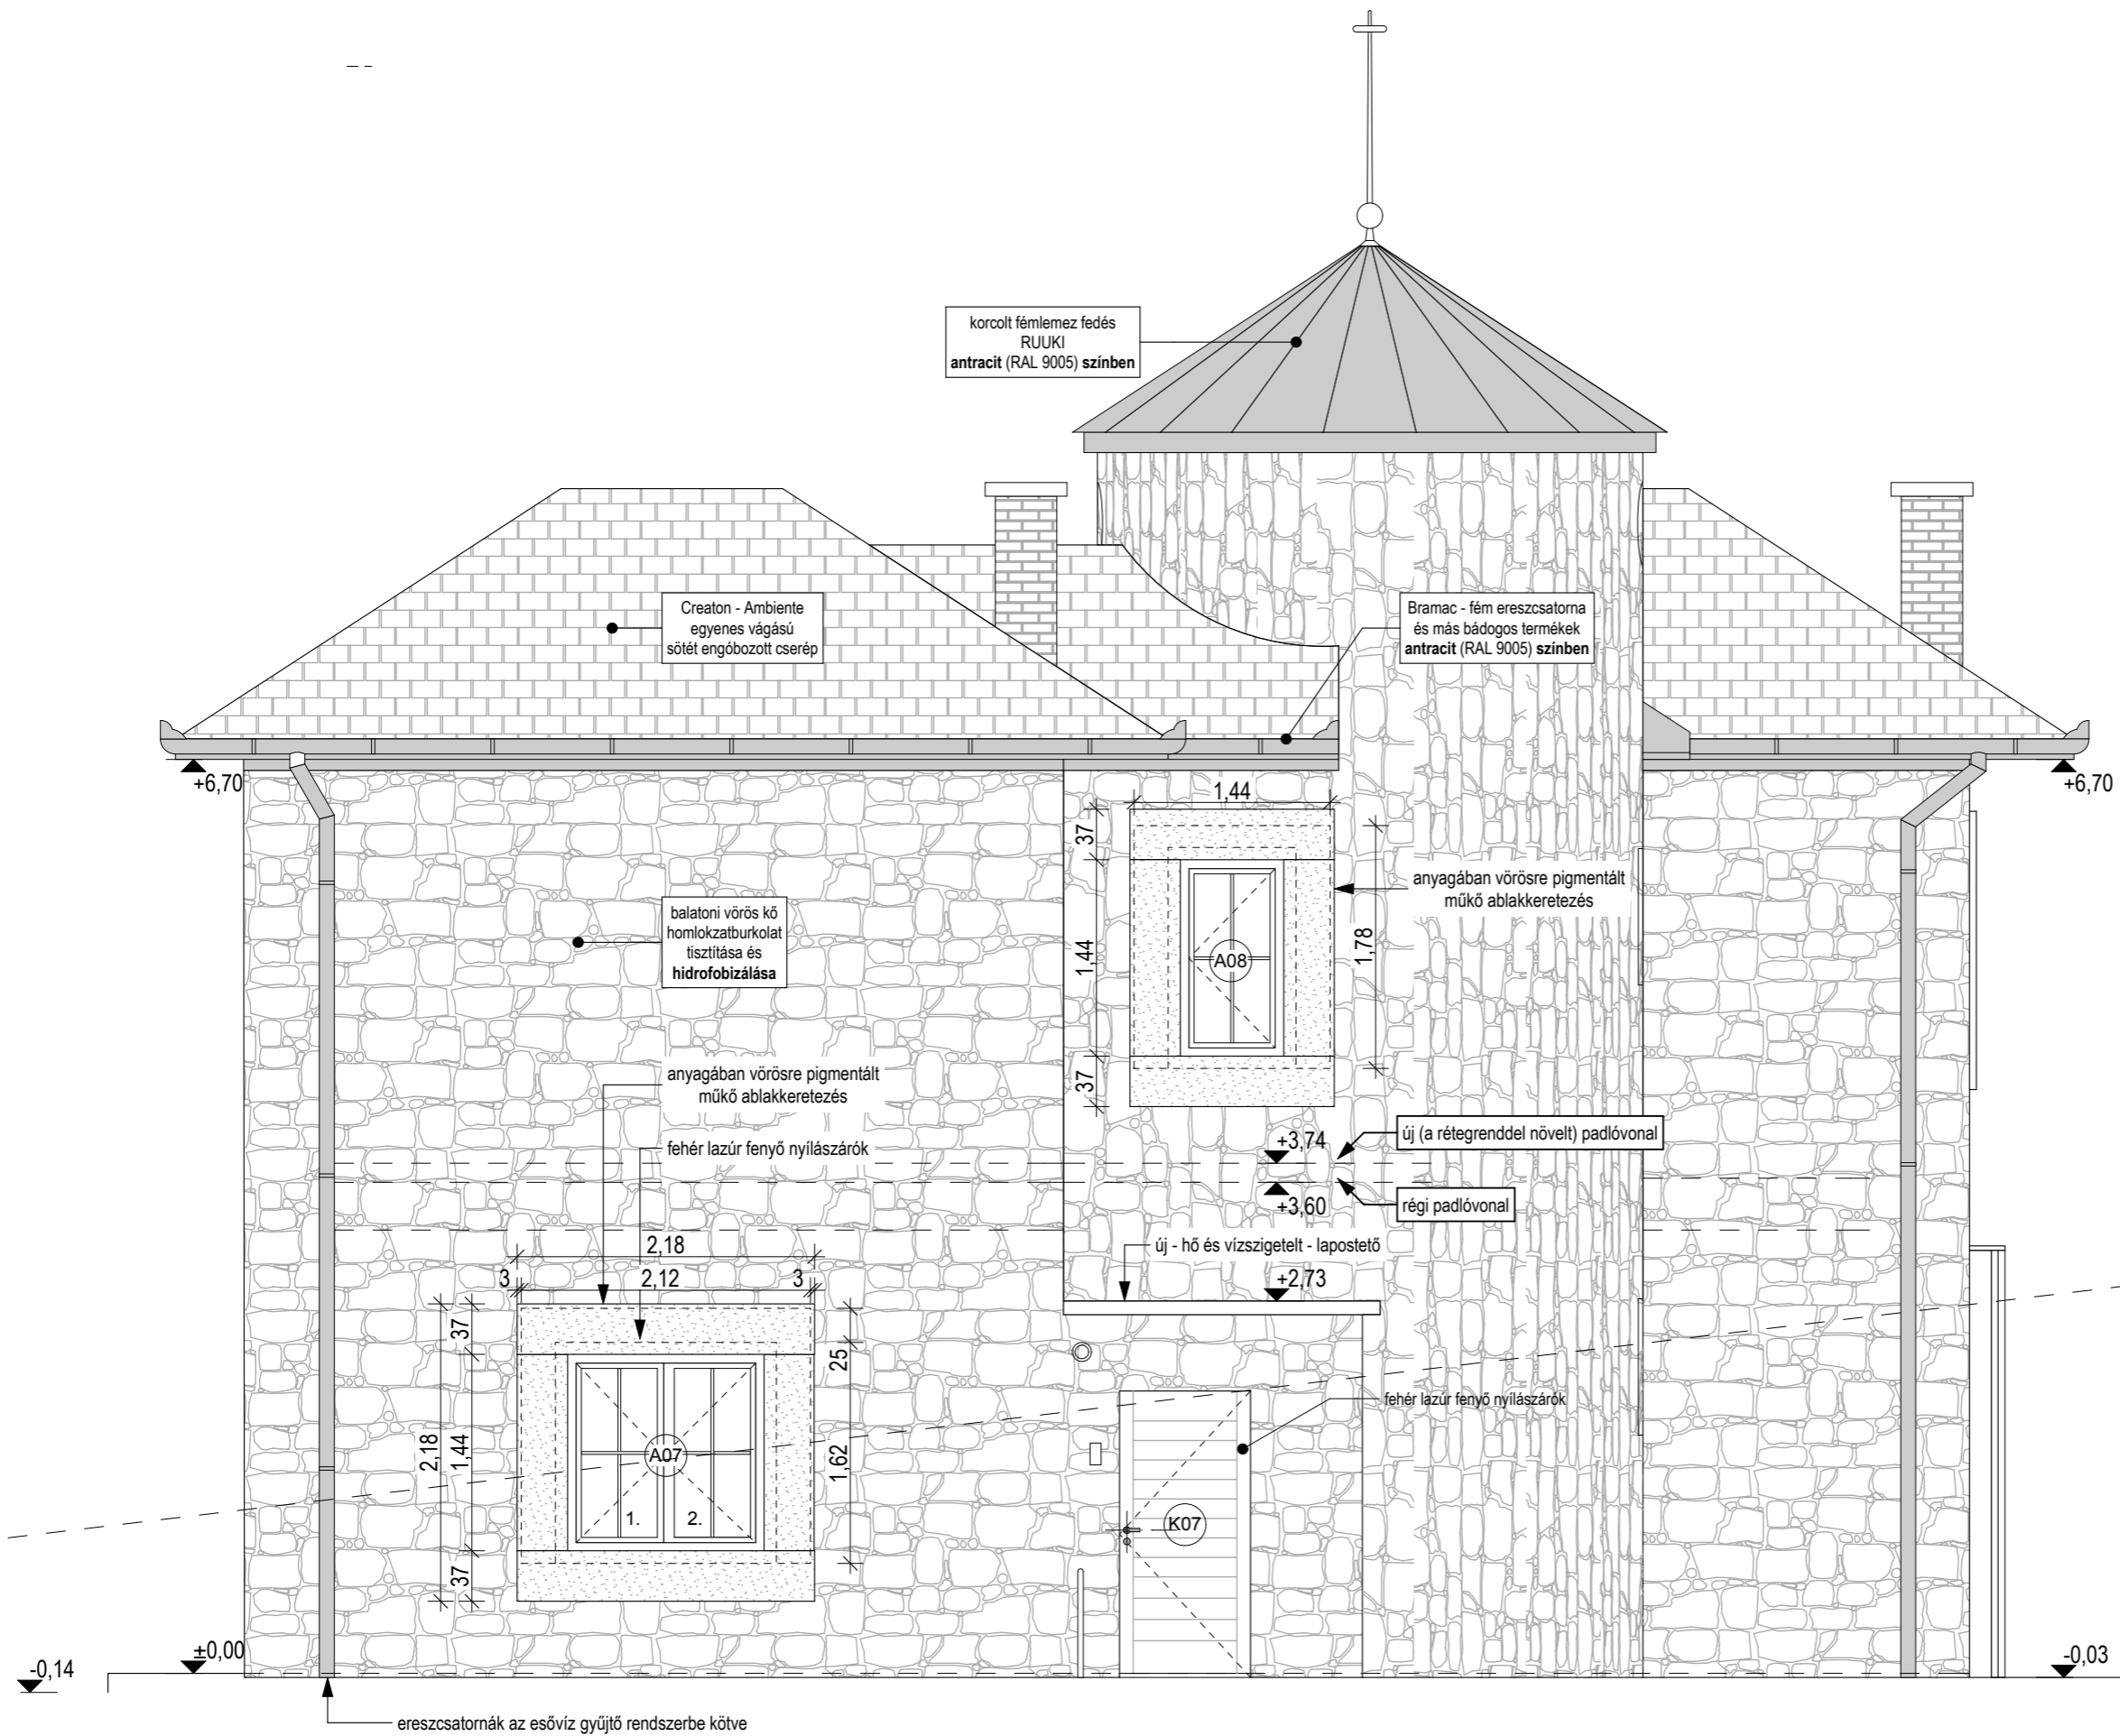 korcolt fémlemez fedés
RUUKI
antracit (RAL 9005) színben
Creaton - Ambiente
egyenes vágású
sötét engóbozott cserép
Bramac - fém ereszcsatorna
és más bádogos termékek
antracit (RAL 9005) színben
+6,70
+6,70
1,44
37
1,44
37
1,78
A08
anyagában vörösre pigmentált
műkő ablakkeretezés
balatoni vörös kő
homlokzatburkolat
tisztítása és
hidrofobizálása
anyagában vörösre pigmentált
műkő ablakkeretezés
fehér lazúr fenyő nyílászárók
+3,74
új (a rétegrenddel növelt) padlóvonal
+3,60
régi padlóvonal
új - hő és vízszigetelt - lapostető
+2,73
2,18
3
2,12
3
37
2,18
1,44
37
25
1,62
A07
1.
2.
fehér lazúr fenyő nyílászárók
K07
±0,00
-0,14
-0,03
ereszcsatornák az esővíz gyűjtő rendszerbe kötve